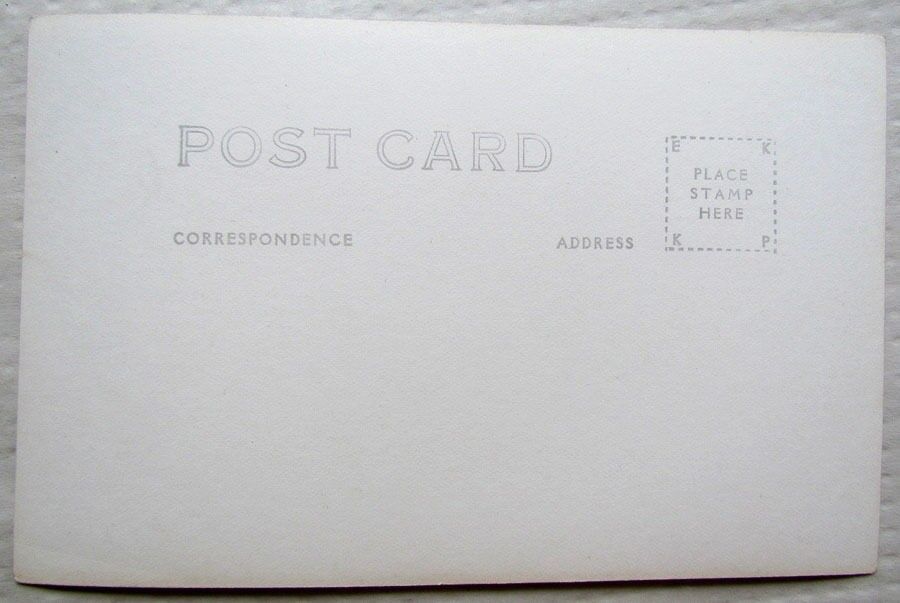 POST CARD
E K
PLACE
STAMP
HERE
K P
CORRESPONDENCE
ADDRESS